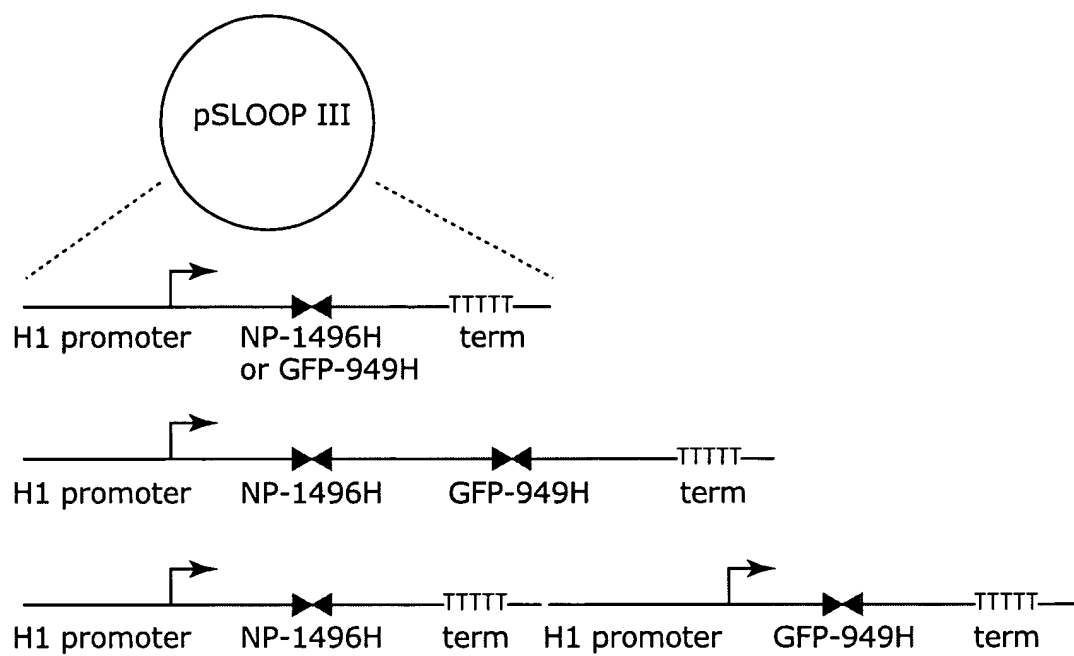 pSLOOP III
TTTTT
H1 promoter NP-1496H term
or GFP-949H
TTTTT
H1 promoter NP-1496H GFP-949H term
TTTTT TTTTT
H1 promoter NP-1496H term H1 promoter GFP-949H term